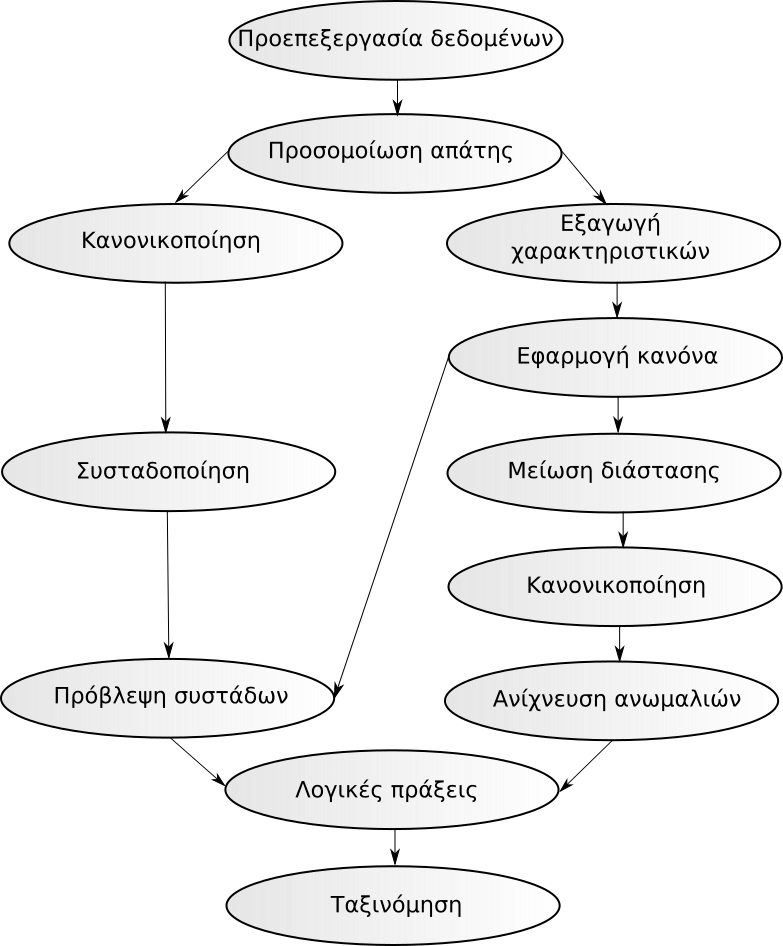 Προεπεξεργασία δεδομένων
Προσομοίωση απάτης
Κανονικοποίηση
Εξαγωγή
χαρακτηριστικών
Εφαρμογή κανόνα
Συσταδοποίηση
Μείωση διάστασης
Κανονικοποίηση
Πρόβλεψη συστάδων
Ανίχνευση ανωμαλιών
Λογικές πράξεις
Ταξινόμηση